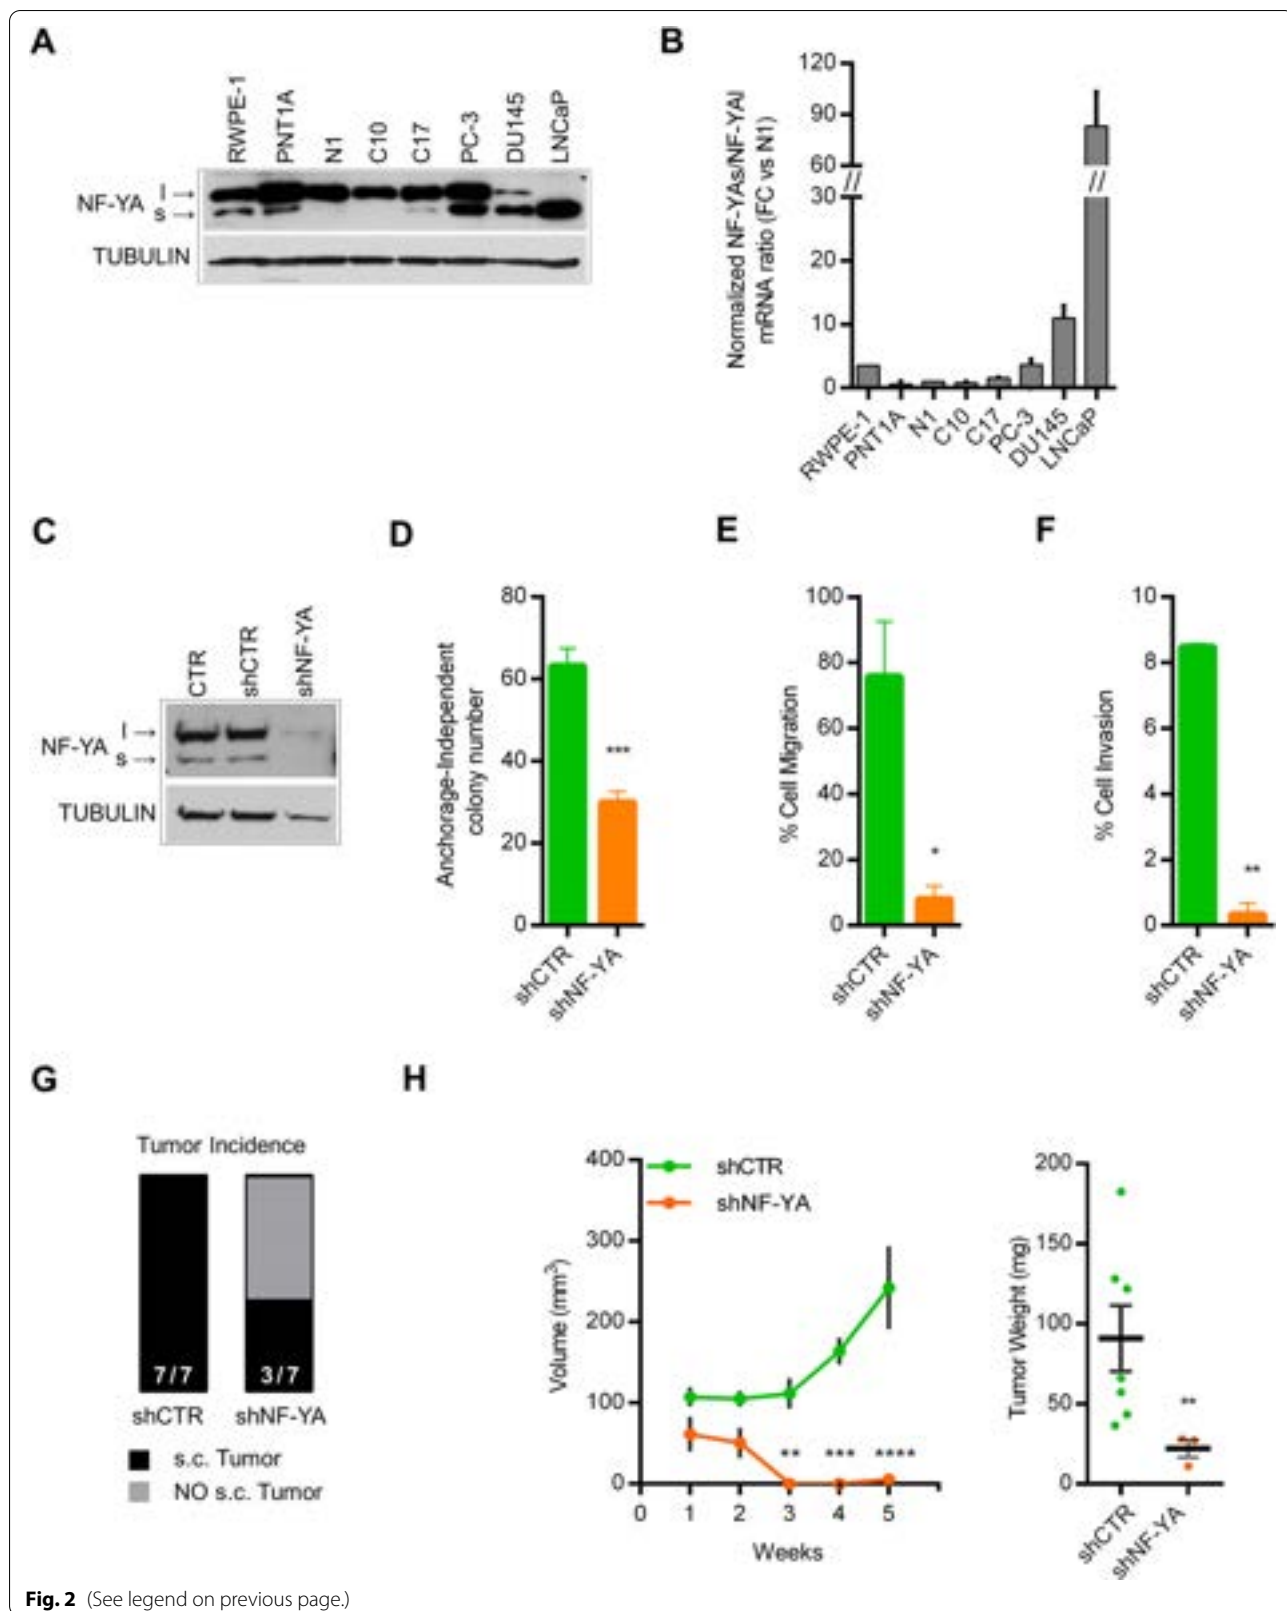 A
RWPE-1 PNT1A N1 C10 C17 PC-3 DU145 LNCaP
NF-YA l →
s →
TUBULIN
B
Normalized NF-YAs/NF-YAl
mRNA ratio (FC vs N1)
120
90
60
//
//
30
20
10
0
RWPE-1 PNT1A N1 C10 C17 PC-3 DU145 LNCaP
C
CTR shCTR shNF-YA
NF-YA l →
s →
TUBULIN
D
Anchorage-Independent
colony number
80
60
40
20
0
***
shCTR shNF-YA
E
% Cell Migration
100
80
60
40
20
0
*
shCTR shNF-YA
F
% Cell Invasion
10
8
6
4
2
0
**
shCTR shNF-YA
G
Tumor Incidence
7/7 3/7
shCTR shNF-YA
s.c. Tumor
NO s.c. Tumor
H
shCTR
shNF-YA
Volume (mm³)
400
300
200
100
0
** *** ****
0 1 2 3 4 5
Weeks
Tumor Weight (mg)
200
150
100
50
0
**
shCTR shNF-YA
Fig. 2 (See legend on previous page.)